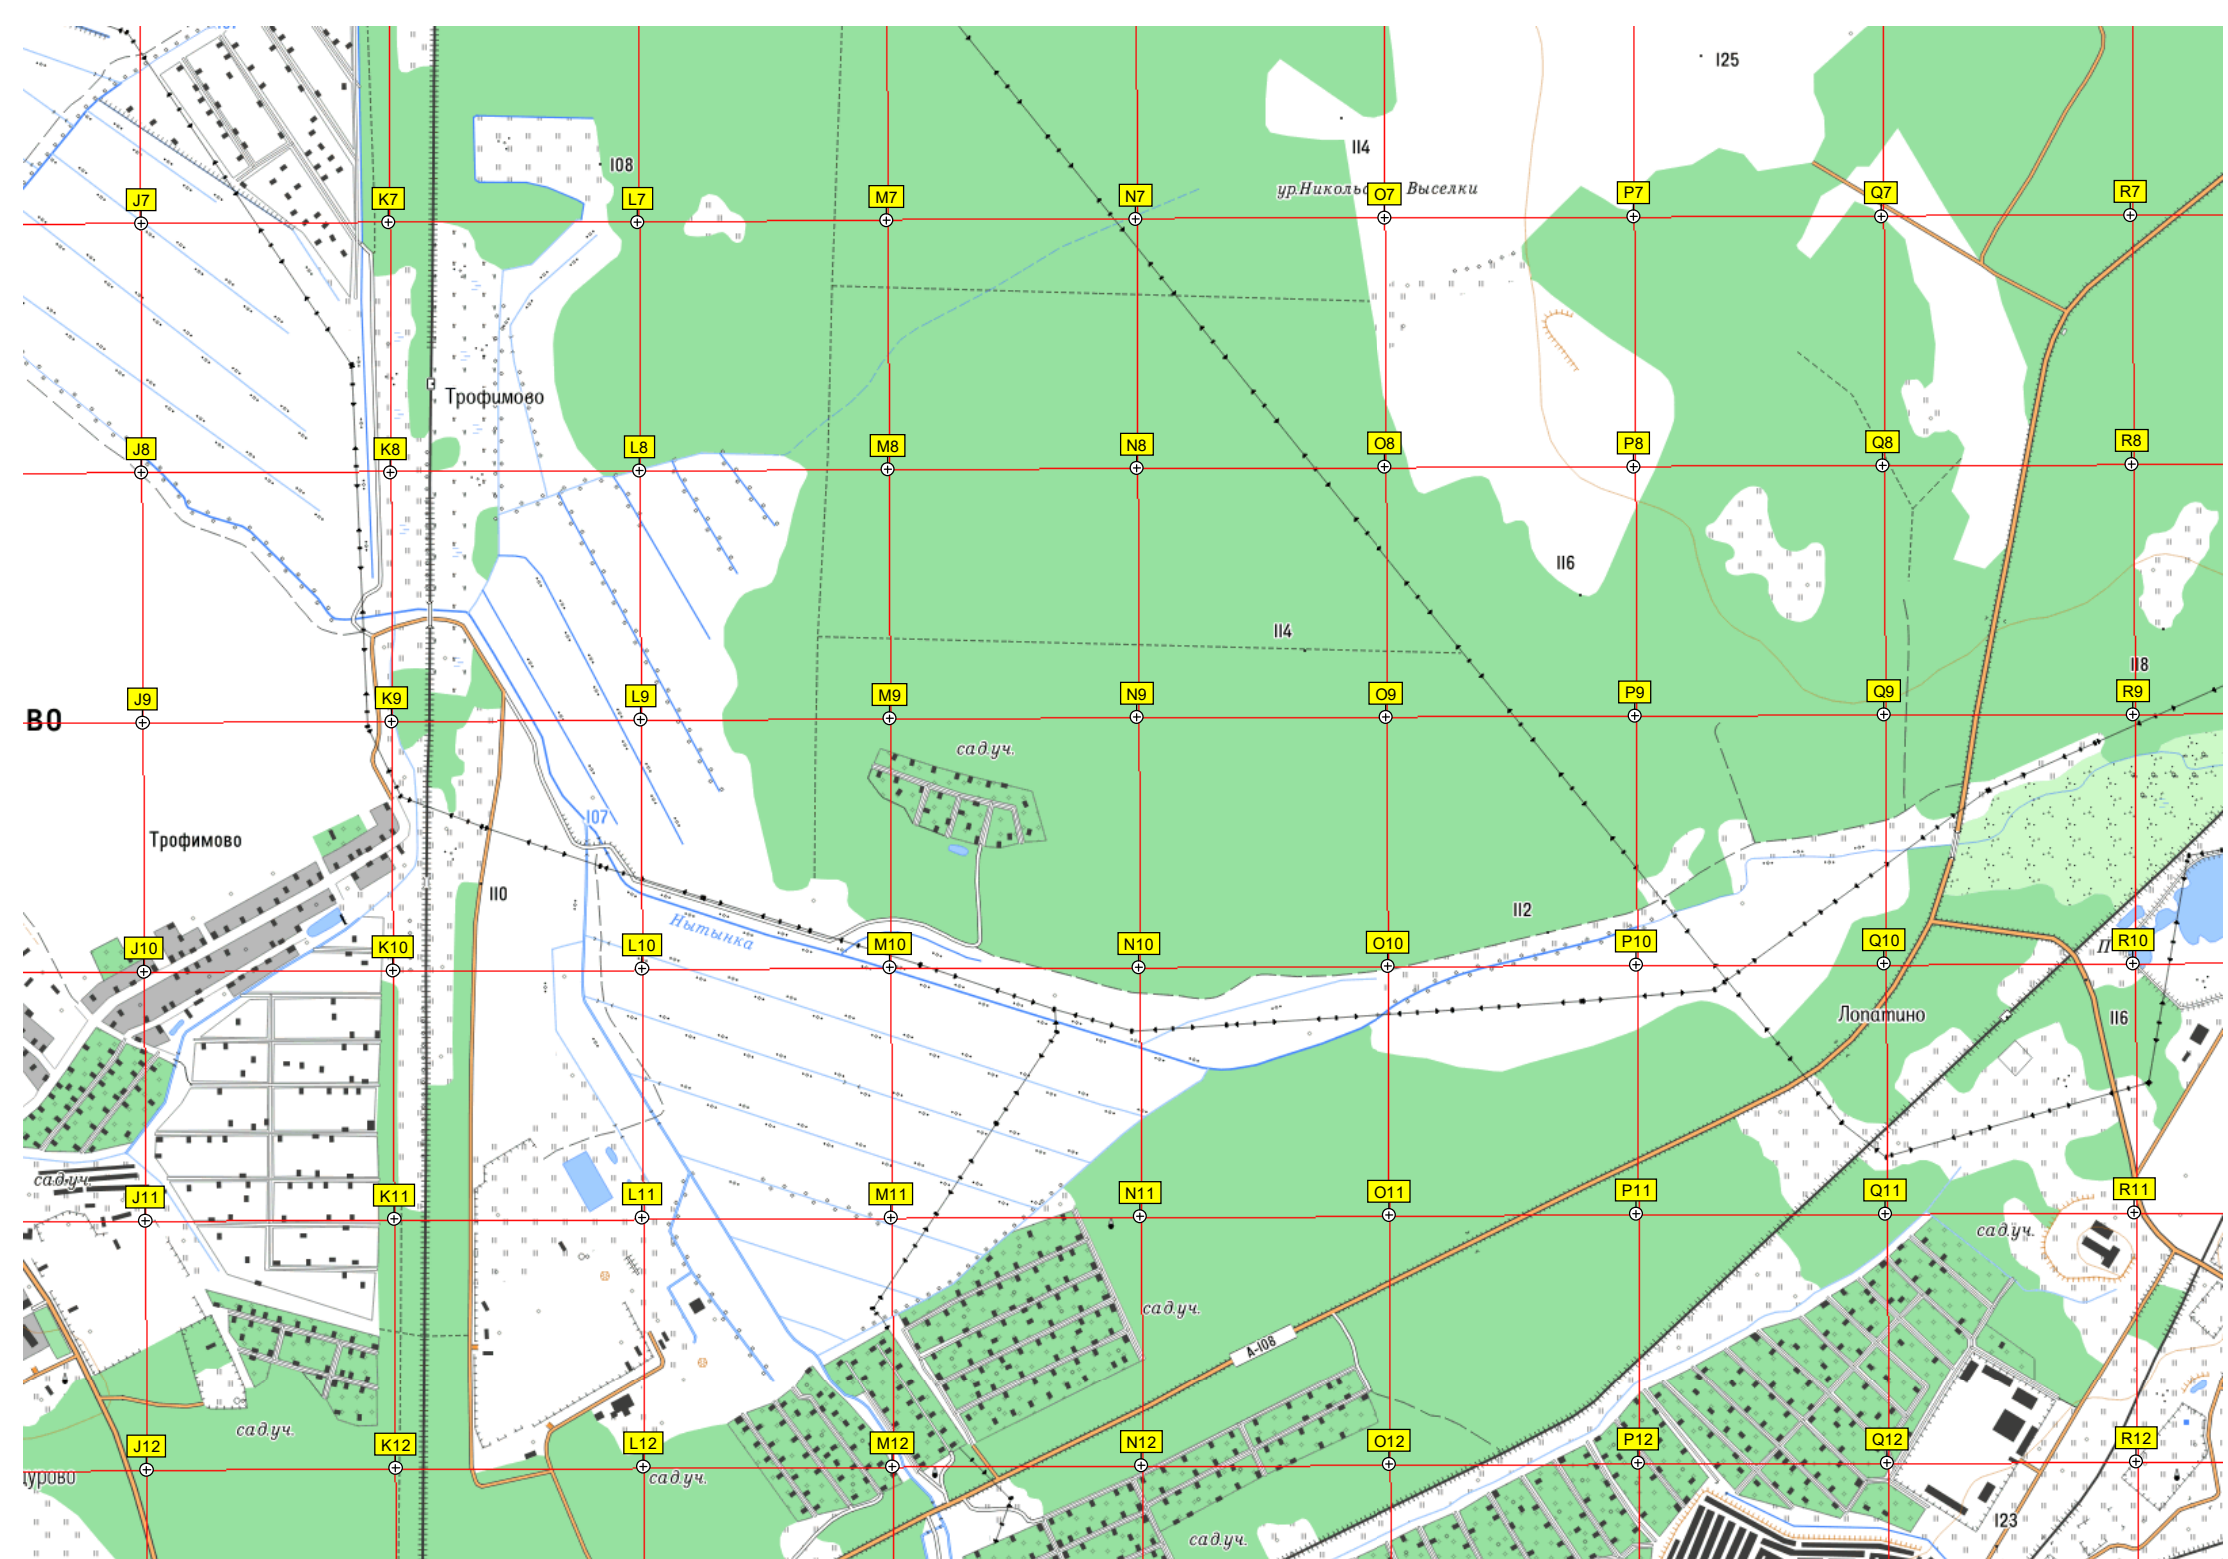 125
114
108
ур.Никольс Выселки
J7 K7 L7 M7 N7 O7 P7 Q7 R7
Трофимово
J8 K8 L8 M8 N8 O8 P8 Q8 R8
116
114
118
J9 K9 L9 M9 N9 O9 P9 Q9 R9
ВО
сад.уч.
107
Трофимово
110
112
Нытынка
J10 K10 L10 M10 N10 O10 P10 Q10 R10
П
Лопатино
116
сад.уч.
J11 K11 L11 M11 N11 O11 P11 Q11 R11
сад.уч.
сад.уч.
А-108
сад.уч.
J12 K12 L12 M12 N12 O12 P12 Q12 R12
дурово
сад.уч.
123
сад.уч.